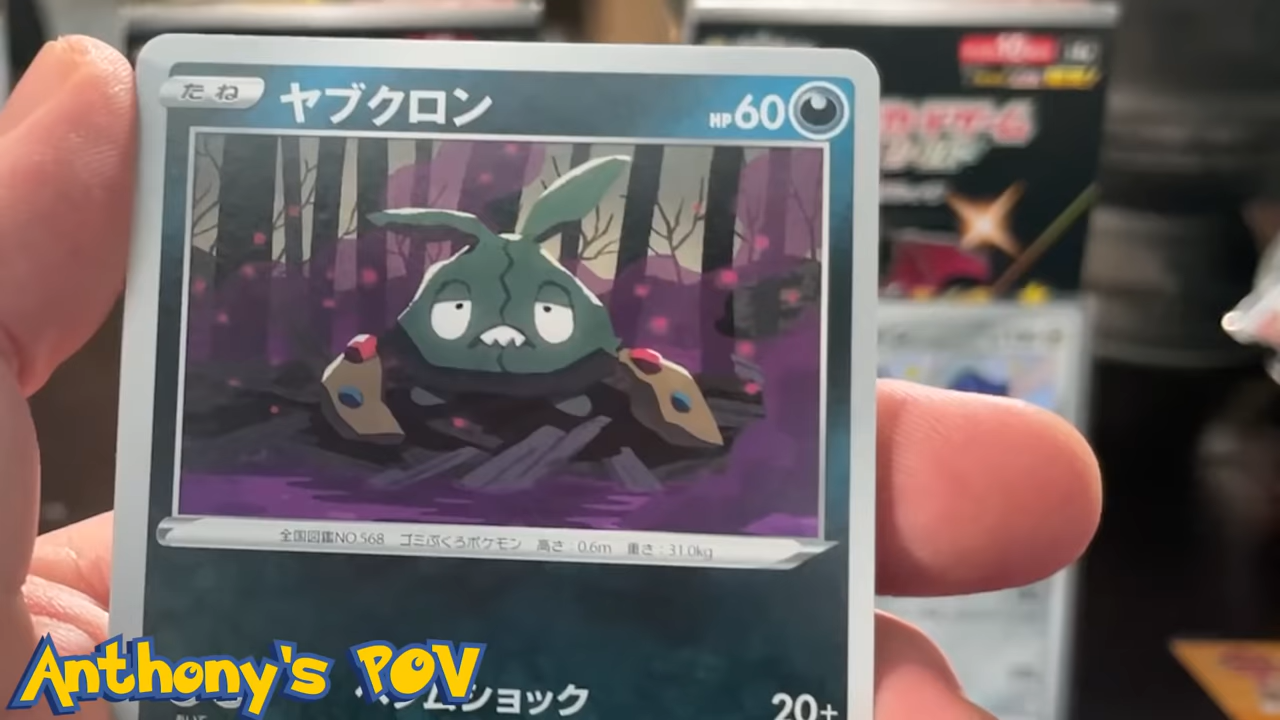 たね ヤブクロン HP60
全国図鑑NO.568 ゴミぶくろポケモン 高さ:0.6m 重さ:31.0kg
ショック 20+
Anthony's POV